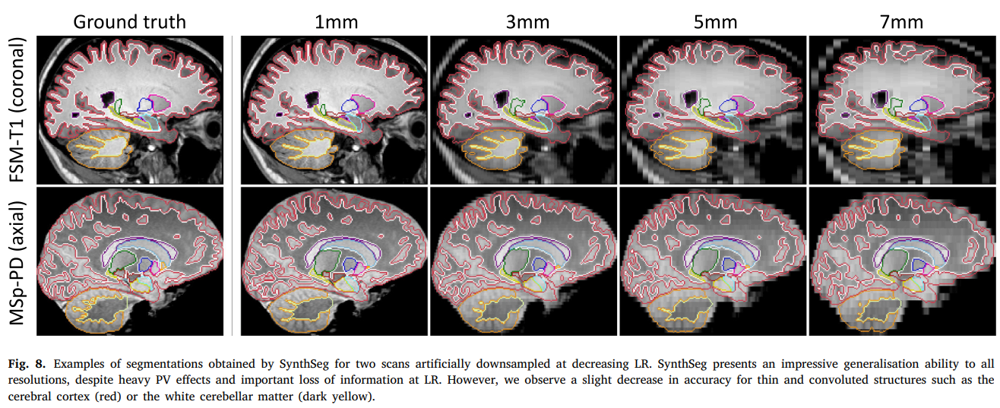 Ground truth 1mm 3mm 5mm 7mm
FSM-T1 (coronal)
MSp-PD (axial)
Fig. 8. Examples of segmentations obtained by SynthSeg for two scans artificially downsampled at decreasing LR. SynthSeg presents an impressive generalisation ability to all
resolutions, despite heavy PV effects and important loss of information at LR. However, we observe a slight decrease in accuracy for thin and convoluted structures such as the
cerebral cortex (red) or the white cerebellar matter (dark yellow).